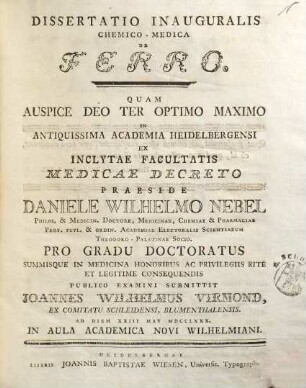 DISSERTATIO INAUGURALIS
CHEMICO-MEDICA
DE
FERRO.
QUAM
AUSPICE DEO TER OPTIMO MAXIMO
IN
ANTIQUISSIMA ACADEMIA HEIDELBERGENSI
EX
INCLYTAE FACULTATIS
MEDICAE DECRETO
PRAESIDE
DANIELE WILHELMO NEBEL
PHILOS. & MEDICIN. DOCTORE, MEDICINAE, CHEMIAE & PHARMACIAE
PROF. PUBL. & ORDIN. ACADEMIAE ELECTORALIS SCIENTIARUM
THEODORO-PALATINAE SOCIO.
PRO GRADU DOCTORATUS
SUMMISQUE IN MEDICINA HONORIBUS AC PRIVILEGIIS RITE
ET LEGITIME CONSEQUENDIS
PUBLICO EXAMINI SUBMITTIT
JOANNES WILHELMUS VIRMOND,
EX COMITATU SCHLEIDENSI, BLUMENTHALENSIS.
AD DIEM XXIII MAY MDCCLXXX.
IN AULA ACADEMICA NOVI WILHELMIANI.
HEIDELBERGAE,
JOANNIS BAPTISTAE WIESEN, Universit. Typograph.